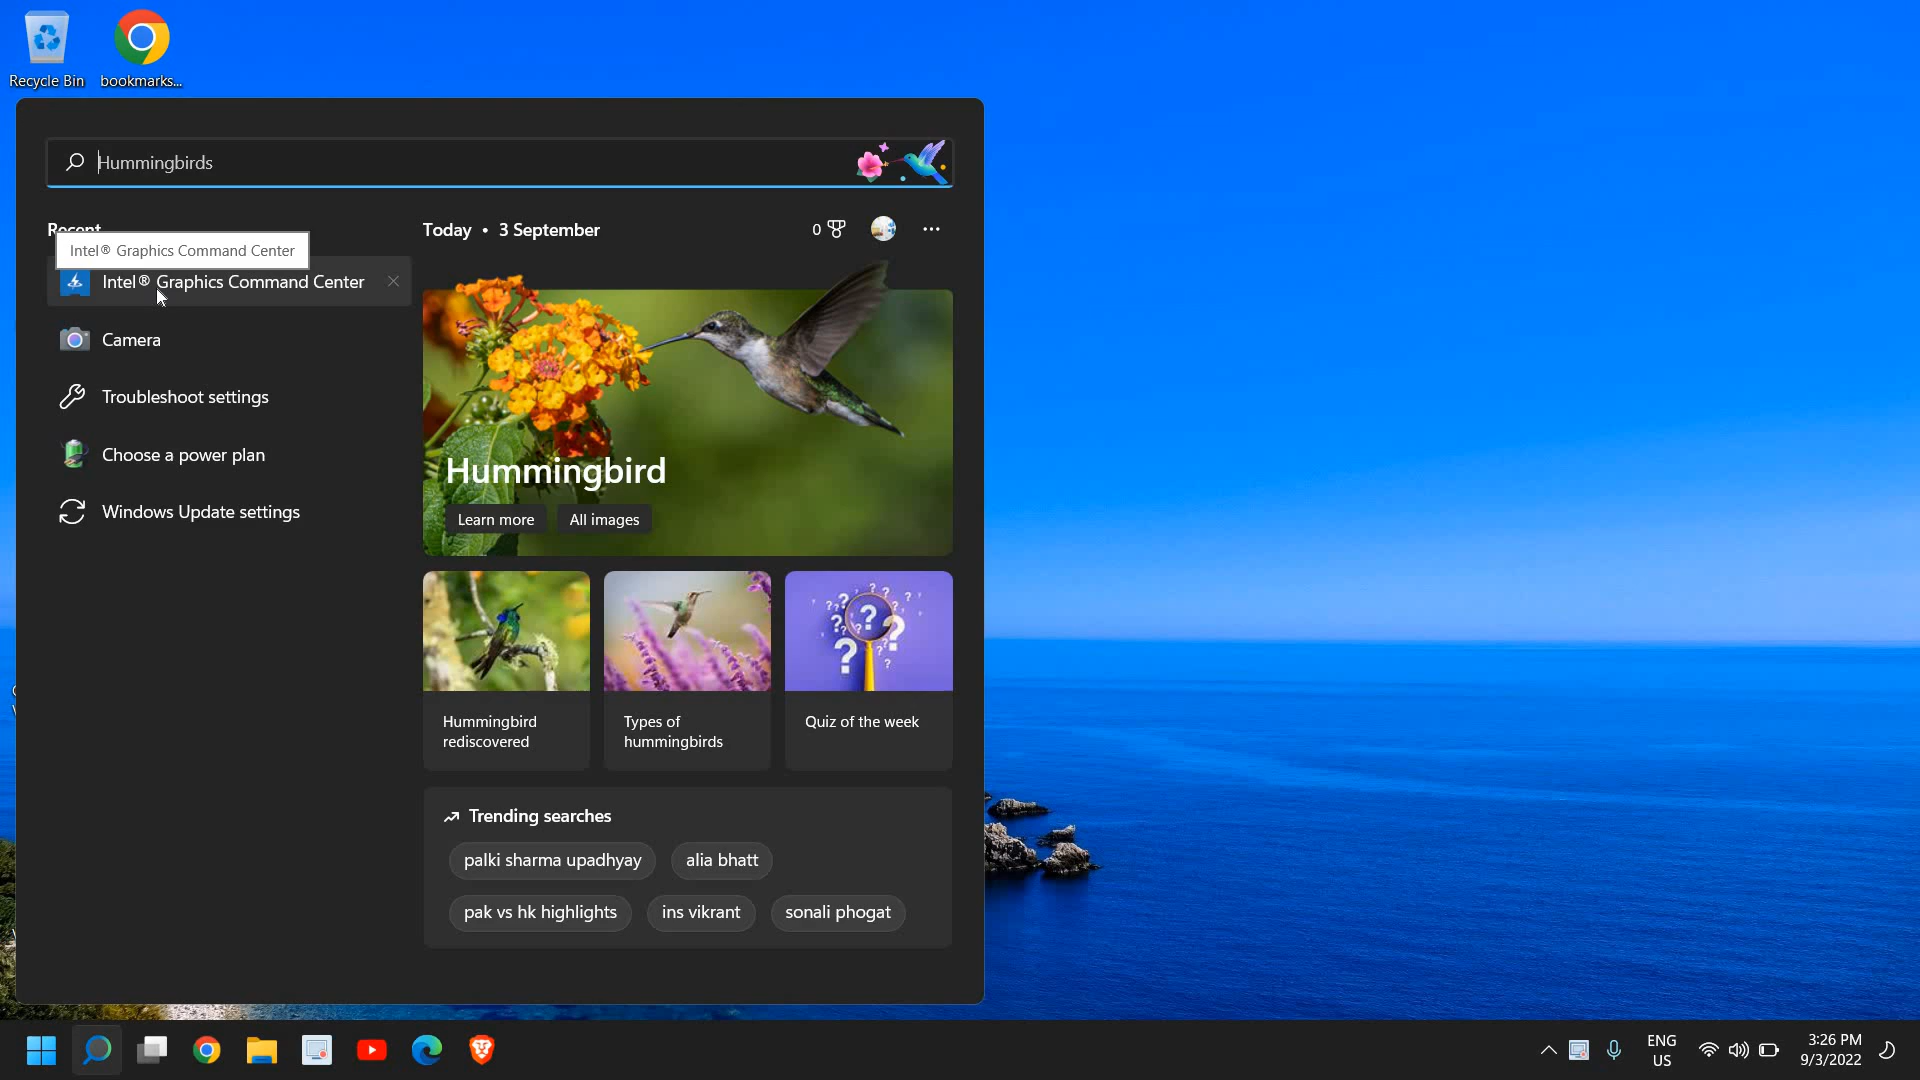 Recycle Bin
bookmarks...
Hummingbirds
Recent
Intel® Graphics Command Center
Intel® Graphics Command Center
Camera
Troubleshoot settings
Choose a power plan
Windows Update settings
Today • 3 September
0
Hummingbird
Learn more
All images
Hummingbird
rediscovered
Types of
hummingbirds
Quiz of the week
Trending searches
palki sharma upadhyay
alia bhatt
pak vs hk highlights
ins vikrant
sonali phogat
ENG
US
3:26 PM
9/3/2022